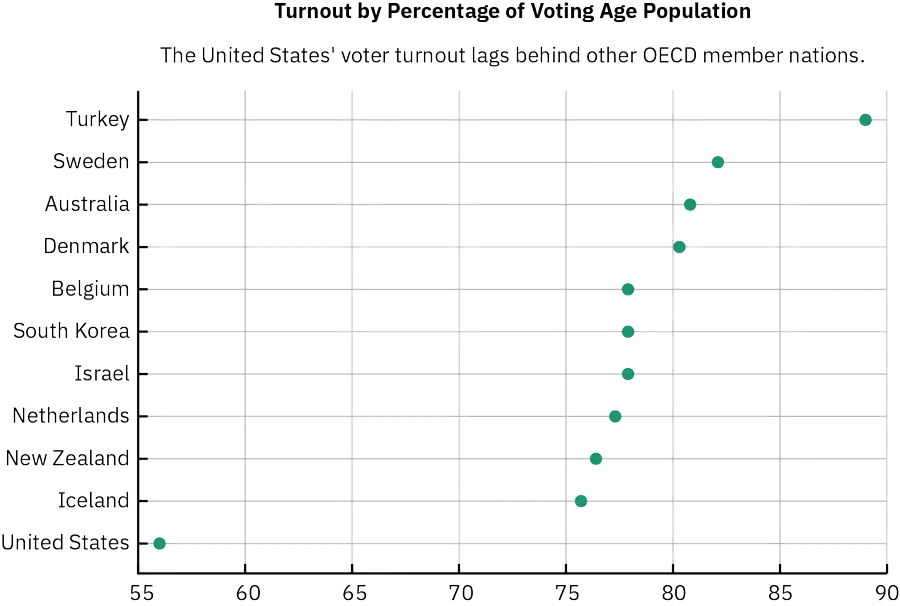 Turnout by Percentage of Voting Age Population
The United States' voter turnout lags behind other OECD member nations.
Turkey
Sweden
Australia
Denmark
Belgium
South Korea
Israel
Netherlands
New Zealand
Iceland
United States
55 60 65 70 75 80 85 90